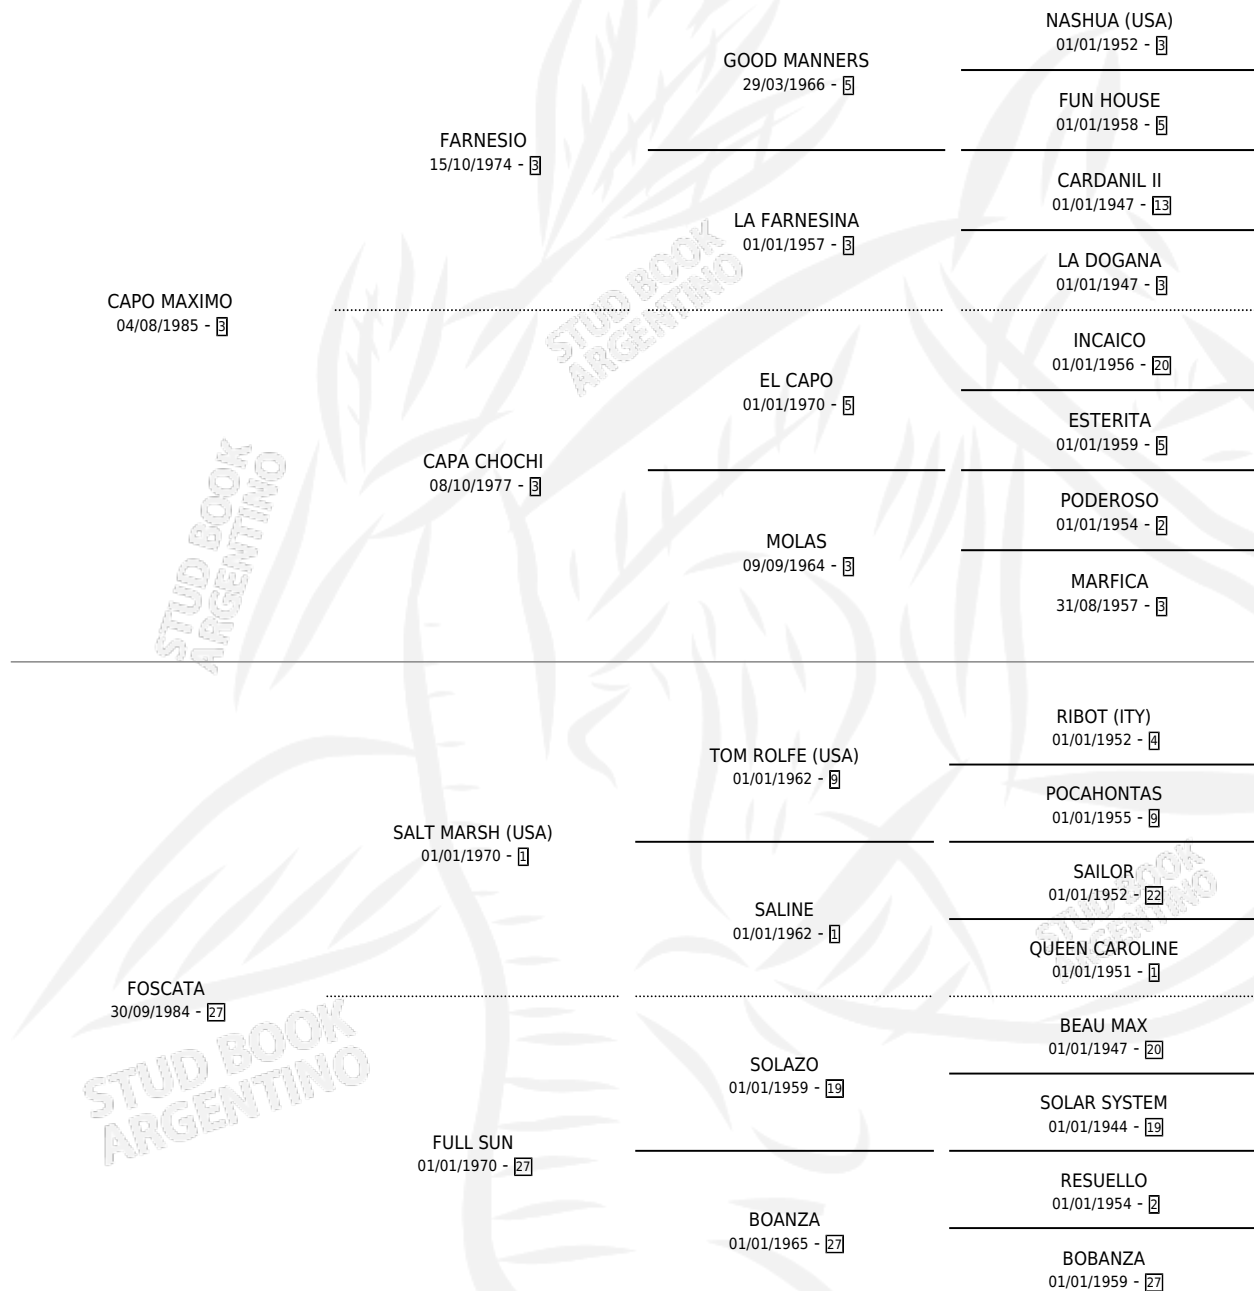 NASHUA (USA)
01/01/1952 - 3
GOOD MANNERS
29/03/1966 - 5
FUN HOUSE
01/01/1958 - 5
FARNESIO
15/10/1974 - 3
CARDANIL II
01/01/1947 - 13
LA FARNESINA
01/01/1957 - 3
LA DOGANA
01/01/1947 - 3
CAPO MAXIMO
04/08/1985 - 3
INCAICO
01/01/1956 - 20
EL CAPO
01/01/1970 - 5
ESTERITA
01/01/1959 - 5
CAPA CHOCHI
08/10/1977 - 3
PODEROSO
01/01/1954 - 2
MOLAS
09/09/1964 - 3
MARFICA
31/08/1957 - 3
STUD BOOK
ARGENTINO
STUD BOOK
ARGENTINO
RIBOT (ITY)
01/01/1952 - 4
TOM ROLFE (USA)
01/01/1962 - 9
POCAHONTAS
01/01/1955 - 9
SALT MARSH (USA)
01/01/1970 - 1
SAILOR
01/01/1952 - 22
SALINE
01/01/1962 - 1
QUEEN CAROLINE
01/01/1951 - 1
STUD BOOK
ARGENTINO
FOSCATA
30/09/1984 - 27
BEAU MAX
01/01/1947 - 20
SOLAZO
01/01/1959 - 19
SOLAR SYSTEM
01/01/1944 - 19
STUD BOOK
ARGENTINO
FULL SUN
01/01/1970 - 27
RESUELLO
01/01/1954 - 2
BOANZA
01/01/1965 - 27
BOBANZA
01/01/1959 - 27